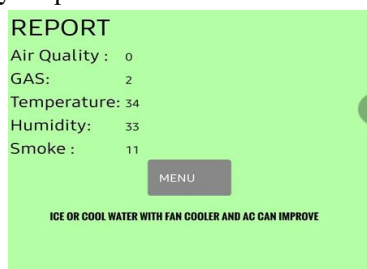 REPORT
Air Quality : 0
GAS: 2
Temperature: 34
Humidity: 33
Smoke : 11
MENU
ICE OR COOL WATER WITH FAN COOLER AND AC CAN IMPROVE